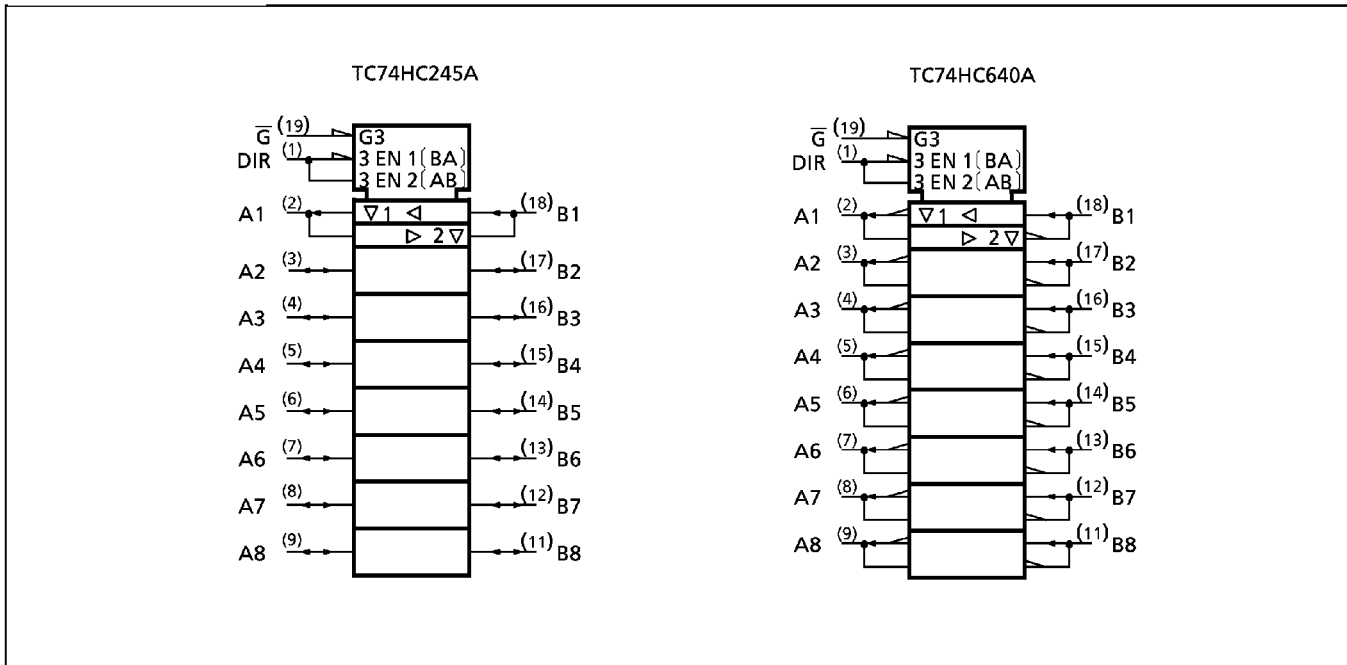 TC74HC245A
G̅ (19) G3
DIR (1) 3 EN 1 [BA]
3 EN 2 [AB]
A1 (2) ▽ 1 ◁ (18) B1
▷ 2 ▽
A2 (3) (17) B2
A3 (4) (16) B3
A4 (5) (15) B4
A5 (6) (14) B5
A6 (7) (13) B6
A7 (8) (12) B7
A8 (9) (11) B8
TC74HC640A
G̅ (19) G3
DIR (1) 3 EN 1 [BA]
3 EN 2 [AB]
A1 (2) ▽ 1 ◁ (18) B1
▷ 2 ▽
A2 (3) (17) B2
A3 (4) (16) B3
A4 (5) (15) B4
A5 (6) (14) B5
A6 (7) (13) B6
A7 (8) (12) B7
A8 (9) (11) B8